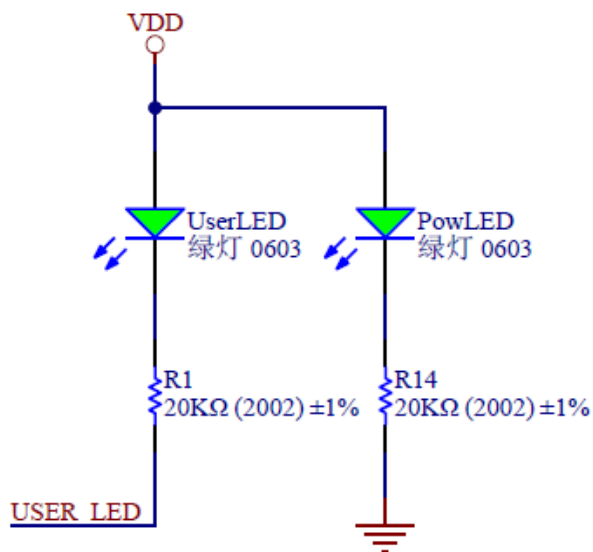 VDD
UserLED
绿灯 0603
PowLED
绿灯 0603
R1
20KΩ (2002) ±1%
R14
20KΩ (2002) ±1%
USER_LED